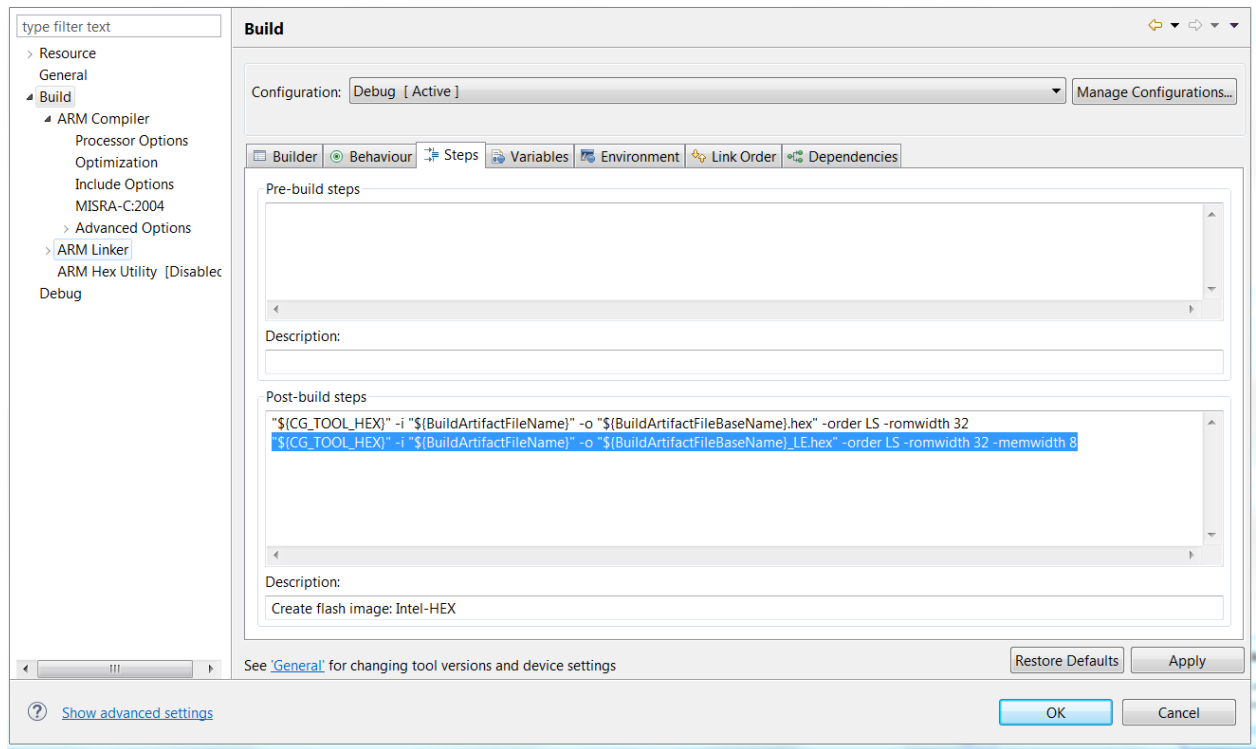 type filter text
Resource
General
Build
ARM Compiler
Processor Options
Optimization
Include Options
MISRA-C:2004
Advanced Options
ARM Linker
ARM Hex Utility [Disabled
Debug
Build
Configuration: Debug [ Active ] Manage Configurations...
Builder Behaviour Steps Variables Environment Link Order Dependencies
Pre-build steps
Description:
Post-build steps
"${CG_TOOL_HEX}" -i "${BuildArtifactFileName}" -o "${BuildArtifactFileBaseName}.hex" -order LS -romwidth 32
"${CG_TOOL_HEX}" -i "${BuildArtifactFileName}" -o "${BuildArtifactFileBaseName}_LE.hex" -order LS -romwidth 32 -memwidth 8
Description:
Create flash image: Intel-HEX
See 'General' for changing tool versions and device settings
Restore Defaults Apply
Show advanced settings
OK Cancel